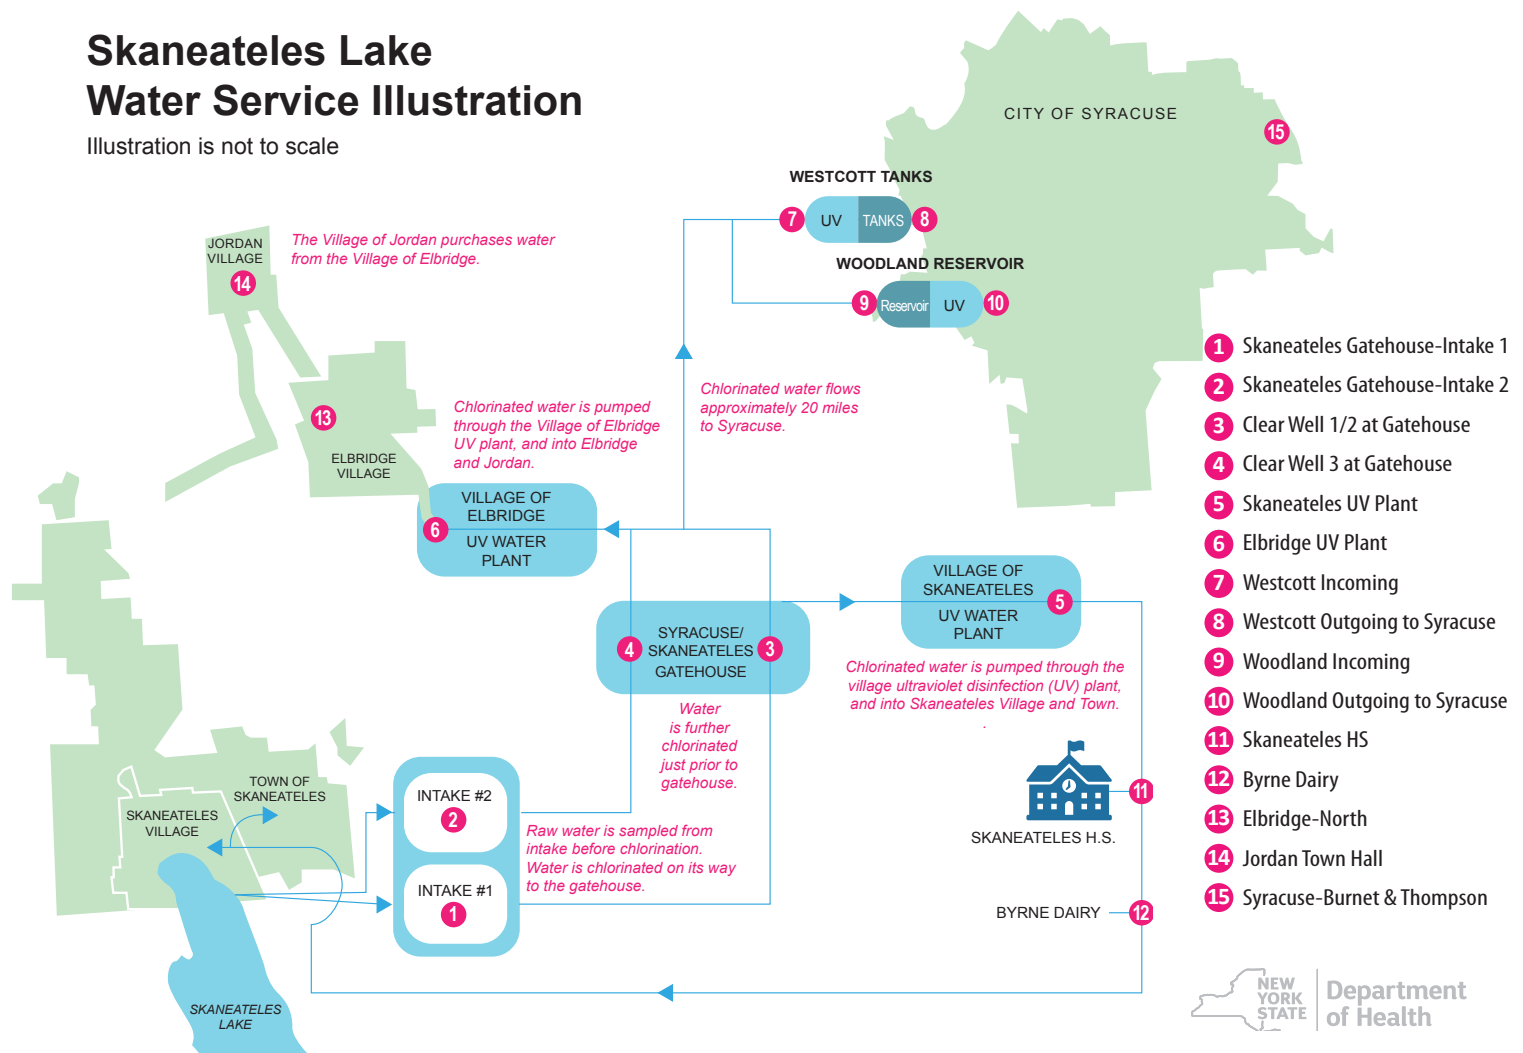 Skaneateles Lake
Water Service Illustration
Illustration is not to scale
CITY OF SYRACUSE
15
WESTCOTT TANKS
7
UV
TANKS
8
WOODLAND RESERVOIR
9
Reservoir
UV
10
JORDAN
VILLAGE
14
The Village of Jordan purchases water
from the Village of Elbridge.
13
ELBRIDGE
VILLAGE
Chlorinated water is pumped
through the Village of Elbridge
UV plant, and into Elbridge
and Jordan.
Chlorinated water flows
approximately 20 miles
to Syracuse.
VILLAGE OF
ELBRIDGE
6
UV WATER
PLANT
VILLAGE OF
SKANEATELES
5
UV WATER
PLANT
SYRACUSE/
SKANEATELES
GATEHOUSE
4
3
Chlorinated water is pumped through the
village ultraviolet disinfection (UV) plant,
and into Skaneateles Village and Town.
.
Water
is further
chlorinated
just prior to
gatehouse.
TOWN OF
SKANEATELES
SKANEATELES
VILLAGE
INTAKE #2
2
Raw water is sampled from
intake before chlorination.
Water is chlorinated on its way
to the gatehouse.
INTAKE #1
1
11
SKANEATELES H.S.
BYRNE DAIRY
12
SKANEATELES
LAKE
1 Skaneateles Gatehouse-Intake 1
2 Skaneateles Gatehouse-Intake 2
3 Clear Well 1/2 at Gatehouse
4 Clear Well 3 at Gatehouse
5 Skaneateles UV Plant
6 Elbridge UV Plant
7 Westcott Incoming
8 Westcott Outgoing to Syracuse
9 Woodland Incoming
10 Woodland Outgoing to Syracuse
11 Skaneateles HS
12 Byrne Dairy
13 Elbridge-North
14 Jordan Town Hall
15 Syracuse-Burnet & Thompson
NEW
YORK
STATE
Department
of Health